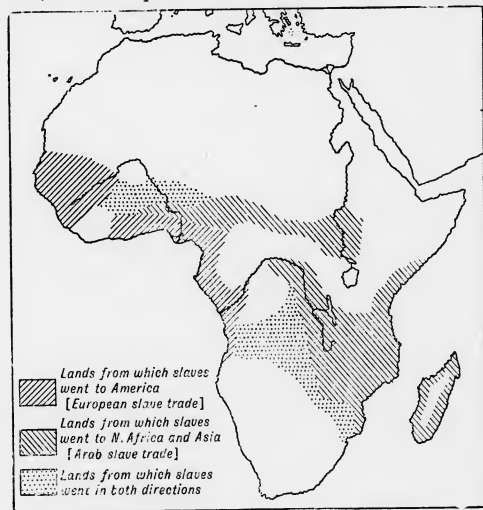 Lands from which slaves
went to America
[European slave trade]
Lands from which slaves
went to N. Africa and Asia
[Arab slave trade]
Lands from which slaves
went in both directions